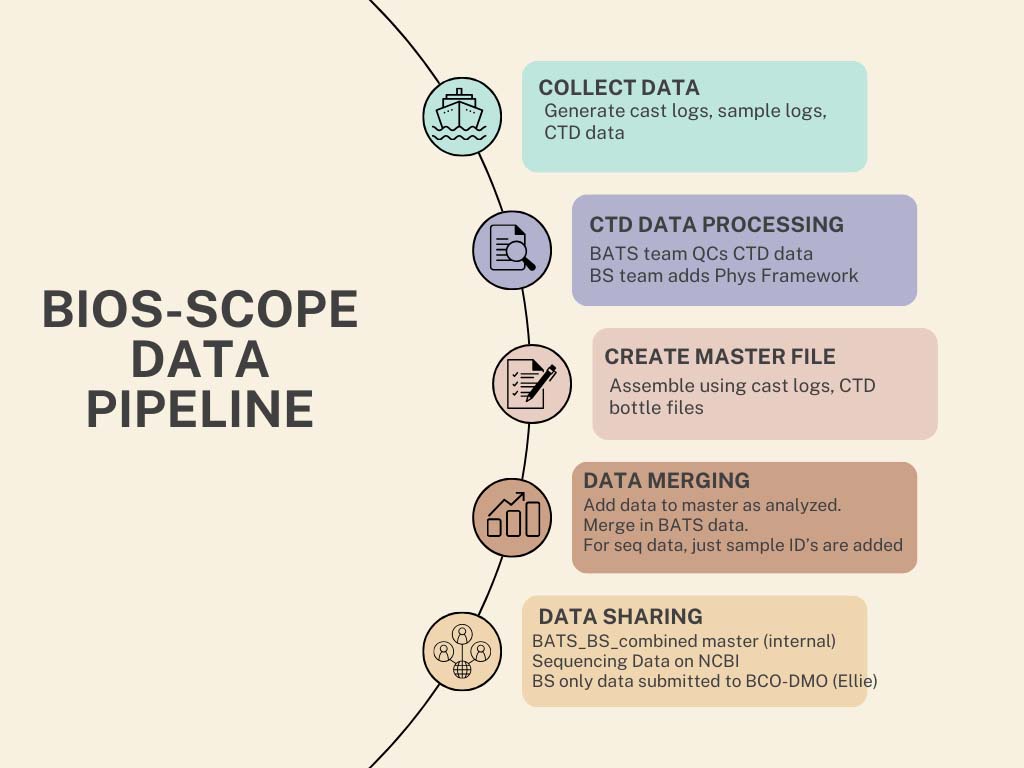 BIOS-SCOPE
DATA
PIPELINE
COLLECT DATA
Generate cast logs, sample logs,
CTD data
CTD DATA PROCESSING
BATS team QCs CTD data
BS team adds Phys Framework
CREATE MASTER FILE
Assemble using cast logs, CTD
bottle files
DATA MERGING
Add data to master as analyzed.
Merge in BATS data.
For seq data, just sample ID’s are added
DATA SHARING
BATS_BS_combined master (internal)
Sequencing Data on NCBI
BS only data submitted to BCO-DMO (Ellie)